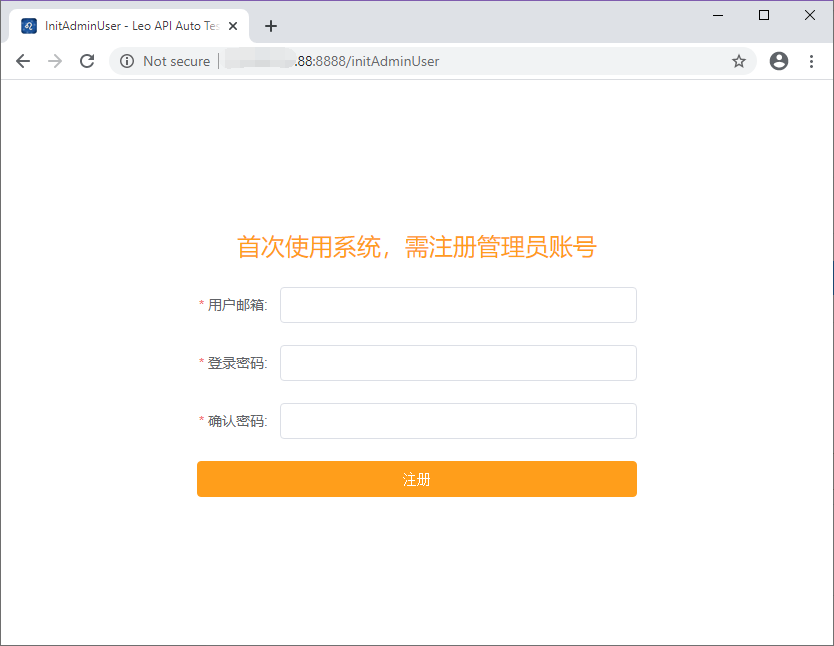 InitAdminUser - Leo API Auto Tes
Not secure
.88:8888/initAdminUser
首次使用系统，需注册管理员账号
* 用户邮箱:
* 登录密码:
* 确认密码:
注册